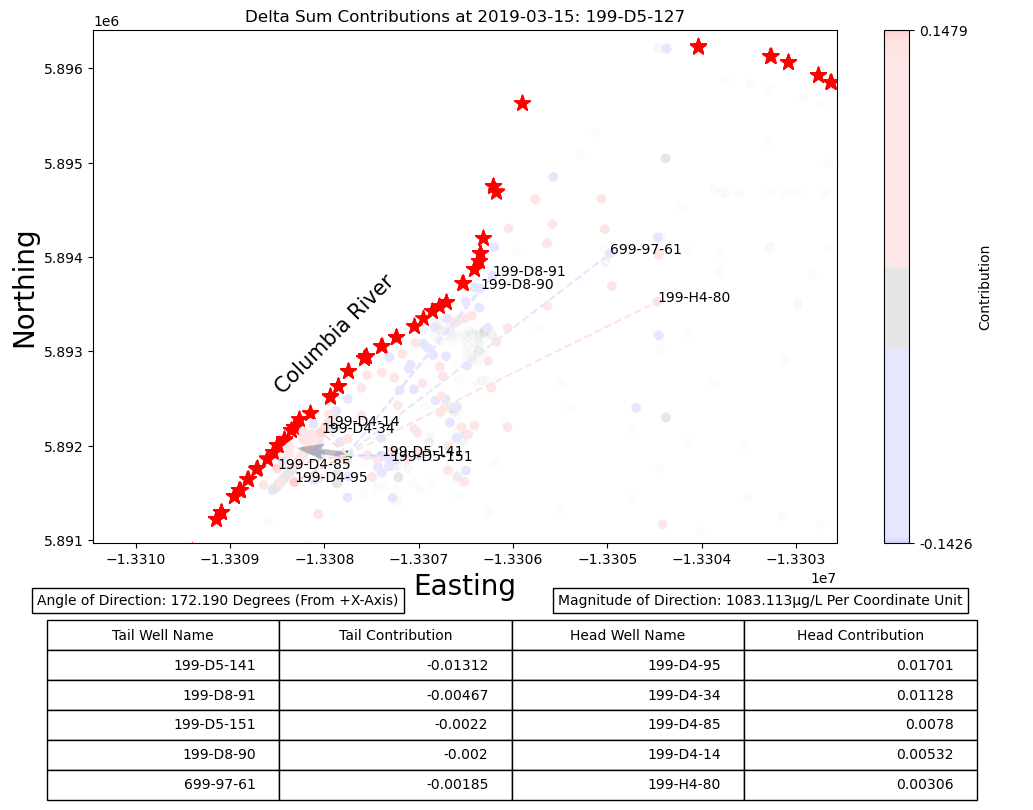 Delta Sum Contributions at 2019-03-15: 199-D5-127
1e6
0.1479
5.896
5.895
5.894
5.893
5.892
5.891
Northing
Columbia River
699-97-61
199-D8-91
199-D8-90
199-H4-80
199-D4-14
199-D4-34
199-D5-141
199-D5-151
199-D4-85
199-D4-95
Contribution
-0.1426
−1.3310
−1.3309
−1.3308
−1.3307
−1.3306
−1.3305
−1.3304
−1.3303
1e7
Easting
Angle of Direction: 172.190 Degrees (From +X-Axis)
Magnitude of Direction: 1083.113µg/L Per Coordinate Unit
Tail Well Name Tail Contribution Head Well Name Head Contribution
199-D5-141 -0.01312 199-D4-95 0.01701
199-D8-91 -0.00467 199-D4-34 0.01128
199-D5-151 -0.0022 199-D4-85 0.0078
199-D8-90 -0.002 199-D4-14 0.00532
699-97-61 -0.00185 199-H4-80 0.00306